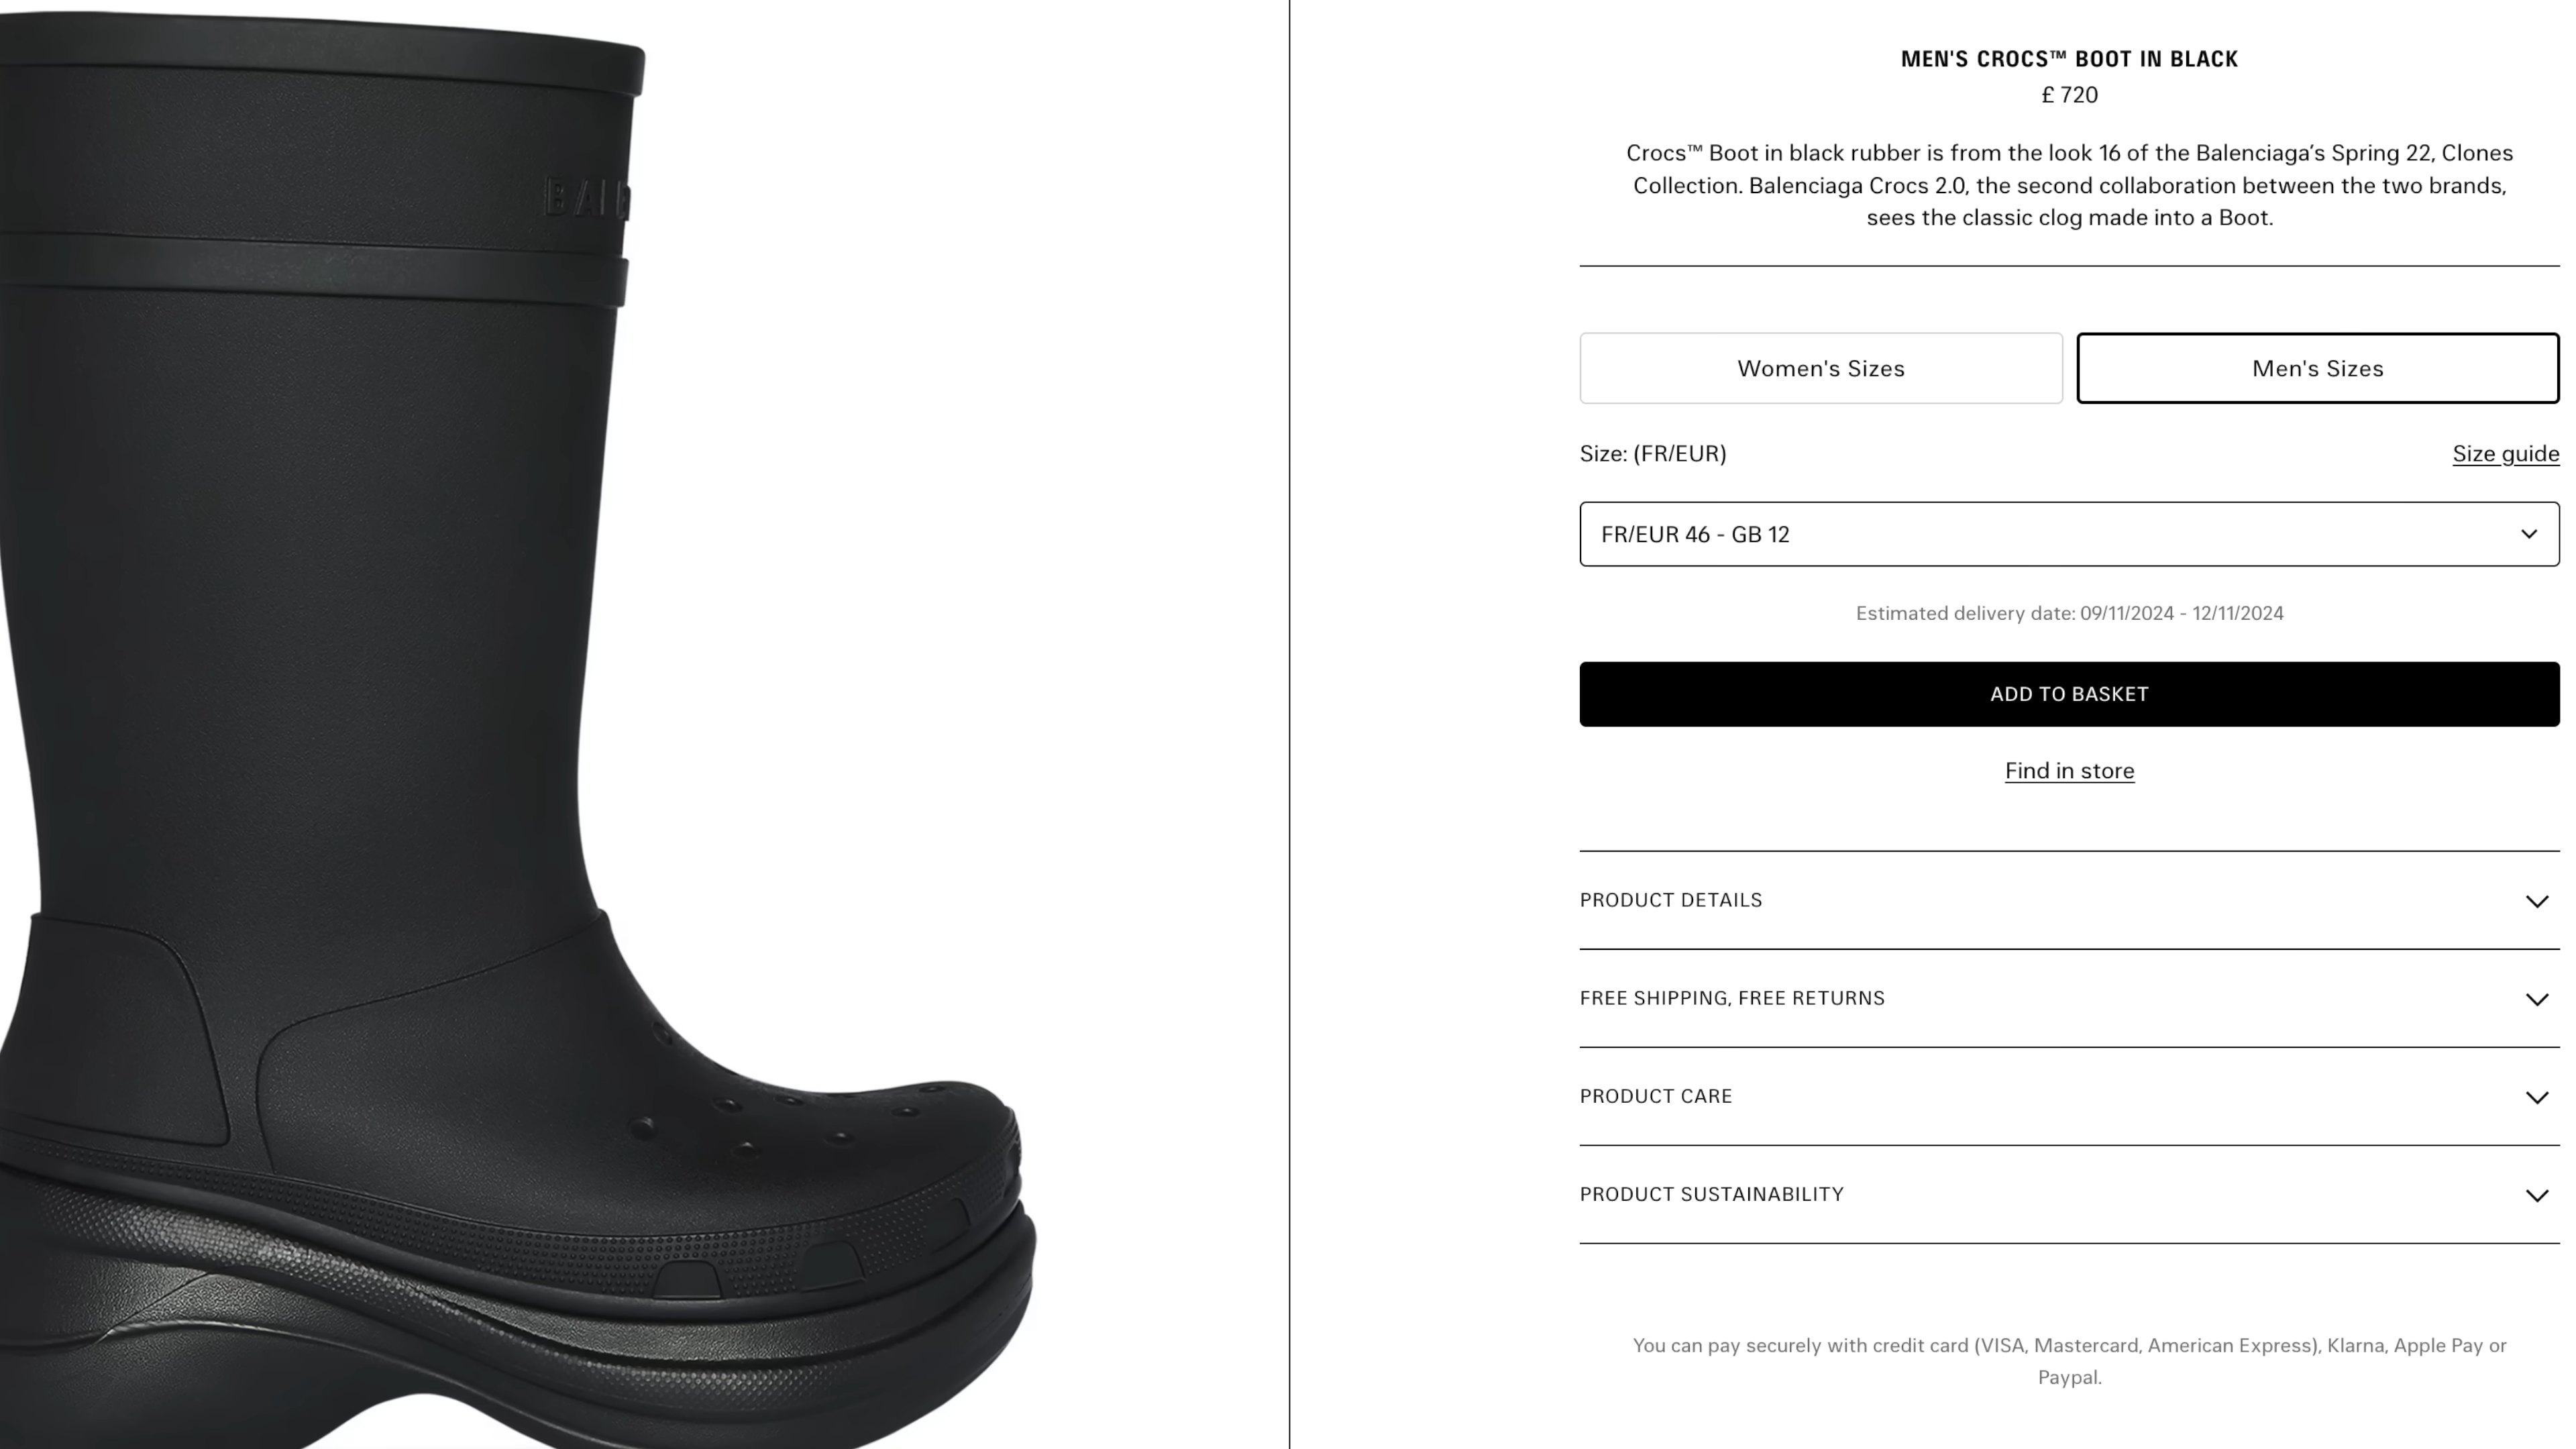 MEN'S CROCS™ BOOT IN BLACK
£ 720
Crocs™ Boot in black rubber is from the look 16 of the Balenciaga’s Spring 22, Clones
Collection. Balenciaga Crocs 2.0, the second collaboration between the two brands,
sees the classic clog made into a Boot.
Women's Sizes
Men's Sizes
Size: (FR/EUR)
Size guide
FR/EUR 46 - GB 12
Estimated delivery date: 09/11/2024 - 12/11/2024
ADD TO BASKET
Find in store
PRODUCT DETAILS
FREE SHIPPING, FREE RETURNS
PRODUCT CARE
PRODUCT SUSTAINABILITY
You can pay securely with credit card (VISA, Mastercard, American Express), Klarna, Apple Pay or
Paypal.